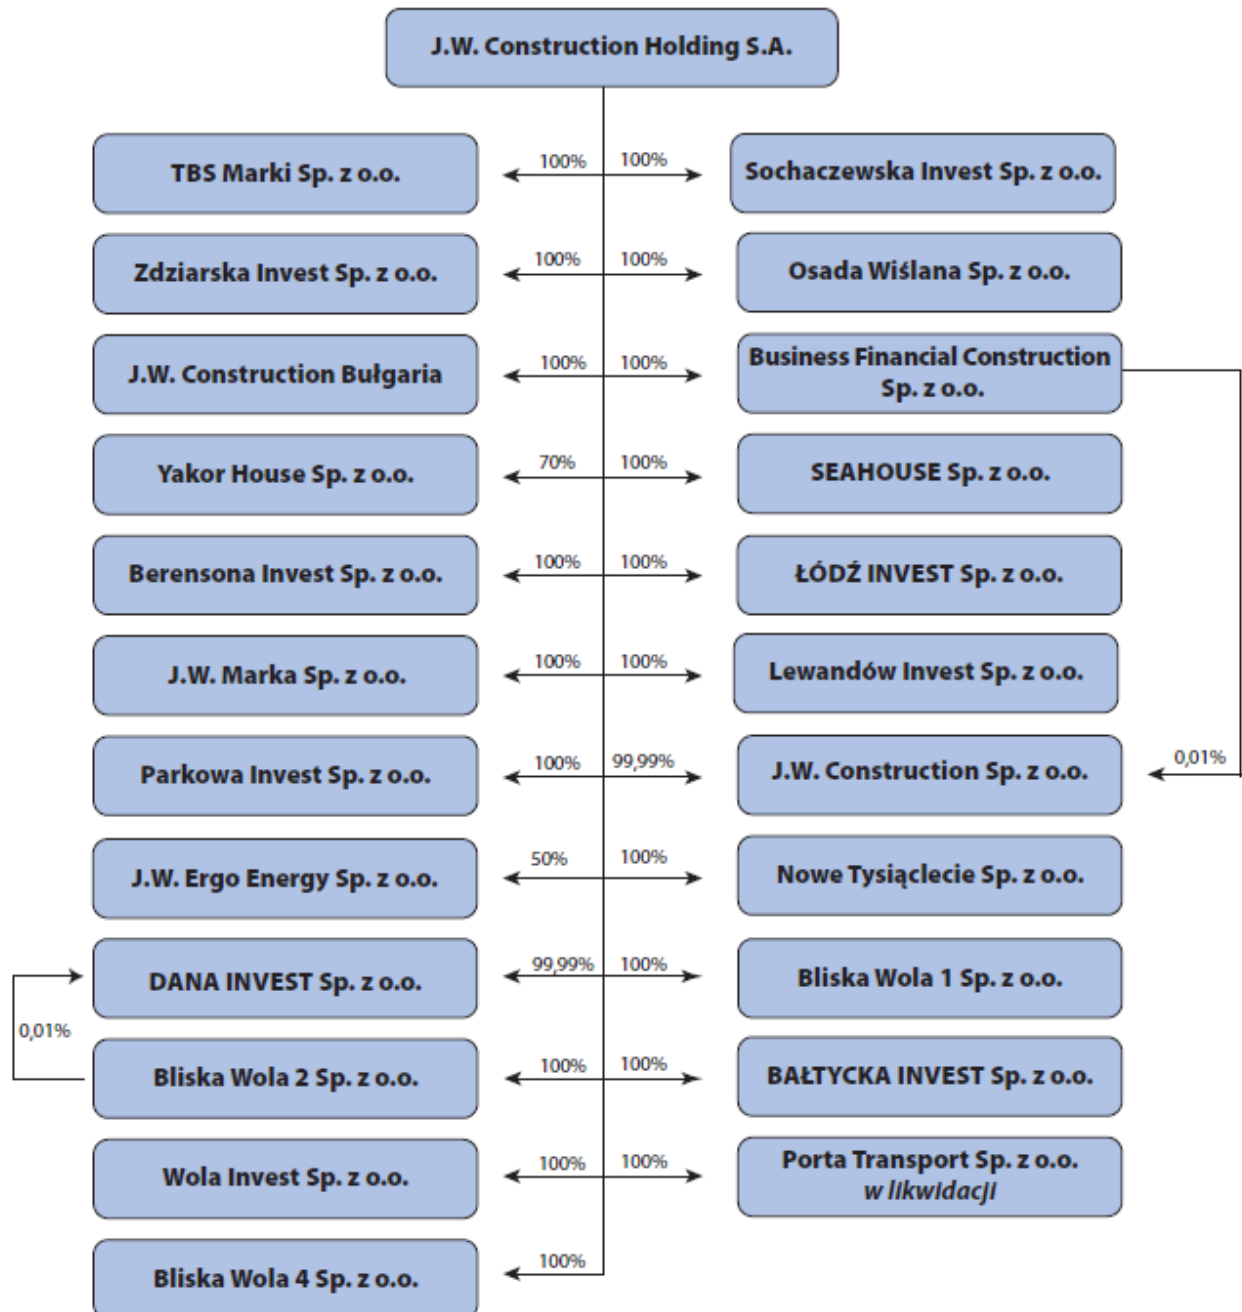 J.W. Construction Holding S.A.
TBS Marki Sp. z o.o.
100%
100%
Sochaczewska Invest Sp. z o.o.
Zdziarska Invest Sp. z o.o.
100%
100%
Osada Wiślana Sp. z o.o.
J.W. Construction Bułgaria
100%
100%
Business Financial Construction
Sp. z o.o.
Yakor House Sp. z o.o.
70%
100%
SEAHOUSE Sp. z o.o.
Berensona Invest Sp. z o.o.
100%
100%
ŁÓDŹ INVEST Sp. z o.o.
J.W. Marka Sp. z o.o.
100%
100%
Lewandów Invest Sp. z o.o.
Parkowa Invest Sp. z o.o.
100%
99,99%
J.W. Construction Sp. z o.o.
0,01%
J.W. Ergo Energy Sp. z o.o.
50%
100%
Nowe Tysiąclecie Sp. z o.o.
DANA INVEST Sp. z o.o.
99,99%
100%
Bliska Wola 1 Sp. z o.o.
0,01%
Bliska Wola 2 Sp. z o.o.
100%
100%
BAŁTYCKA INVEST Sp. z o.o.
Wola Invest Sp. z o.o.
100%
100%
Porta Transport Sp. z o.o.
w likwidacji
Bliska Wola 4 Sp. z o.o.
100%